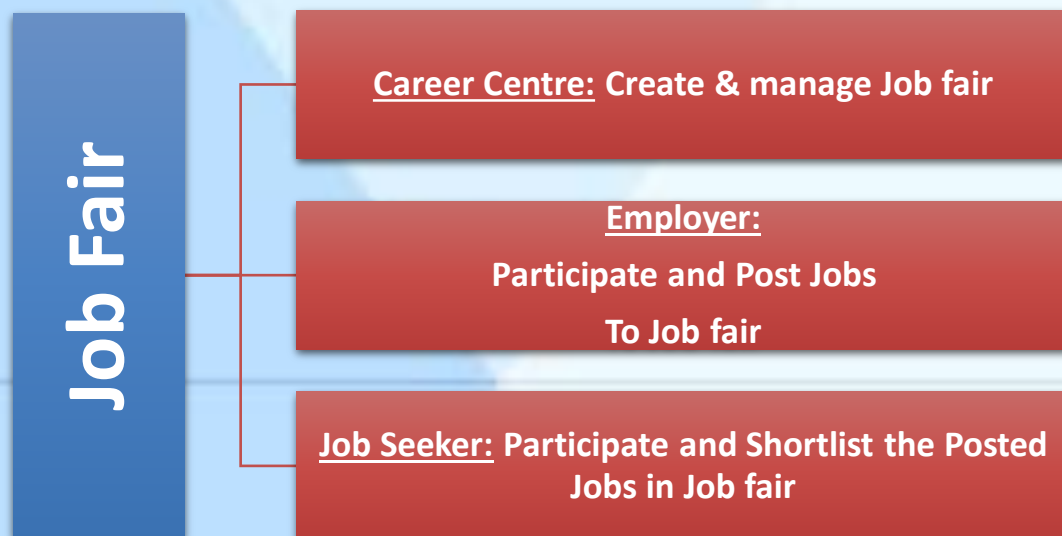 Job Fair
Career Centre: Create & manage Job fair
Employer:
Participate and Post Jobs
To Job fair
Job Seeker: Participate and Shortlist the Posted
Jobs in Job fair